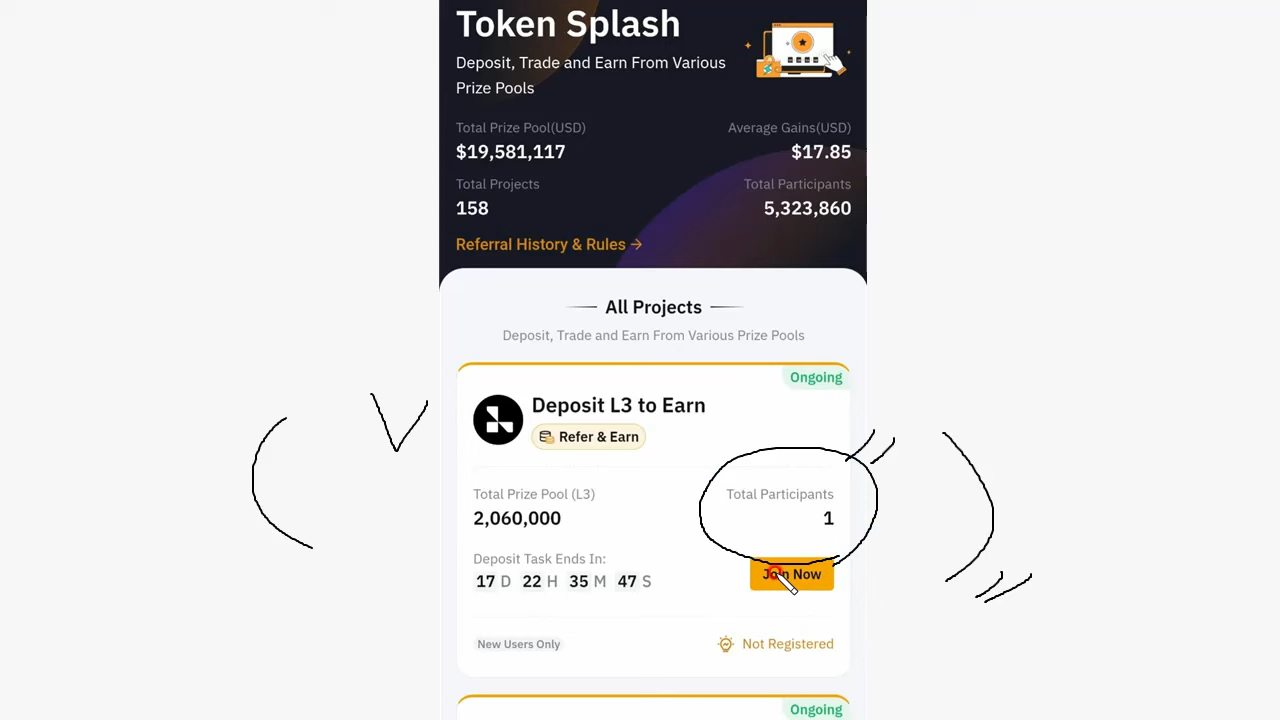 Token Splash
Deposit, Trade and Earn From Various
Prize Pools
Total Prize Pool(USD) Average Gains(USD)
$19,581,117 $17.85
Total Projects Total Participants
158 5,323,860
Referral History & Rules →
All Projects
Deposit, Trade and Earn From Various Prize Pools
Ongoing
Deposit L3 to Earn
Refer & Earn
Total Prize Pool (L3) Total Participants
2,060,000 1
Deposit Task Ends In:
17 D 22 H 35 M 47 S Join Now
New Users Only Not Registered
Ongoing